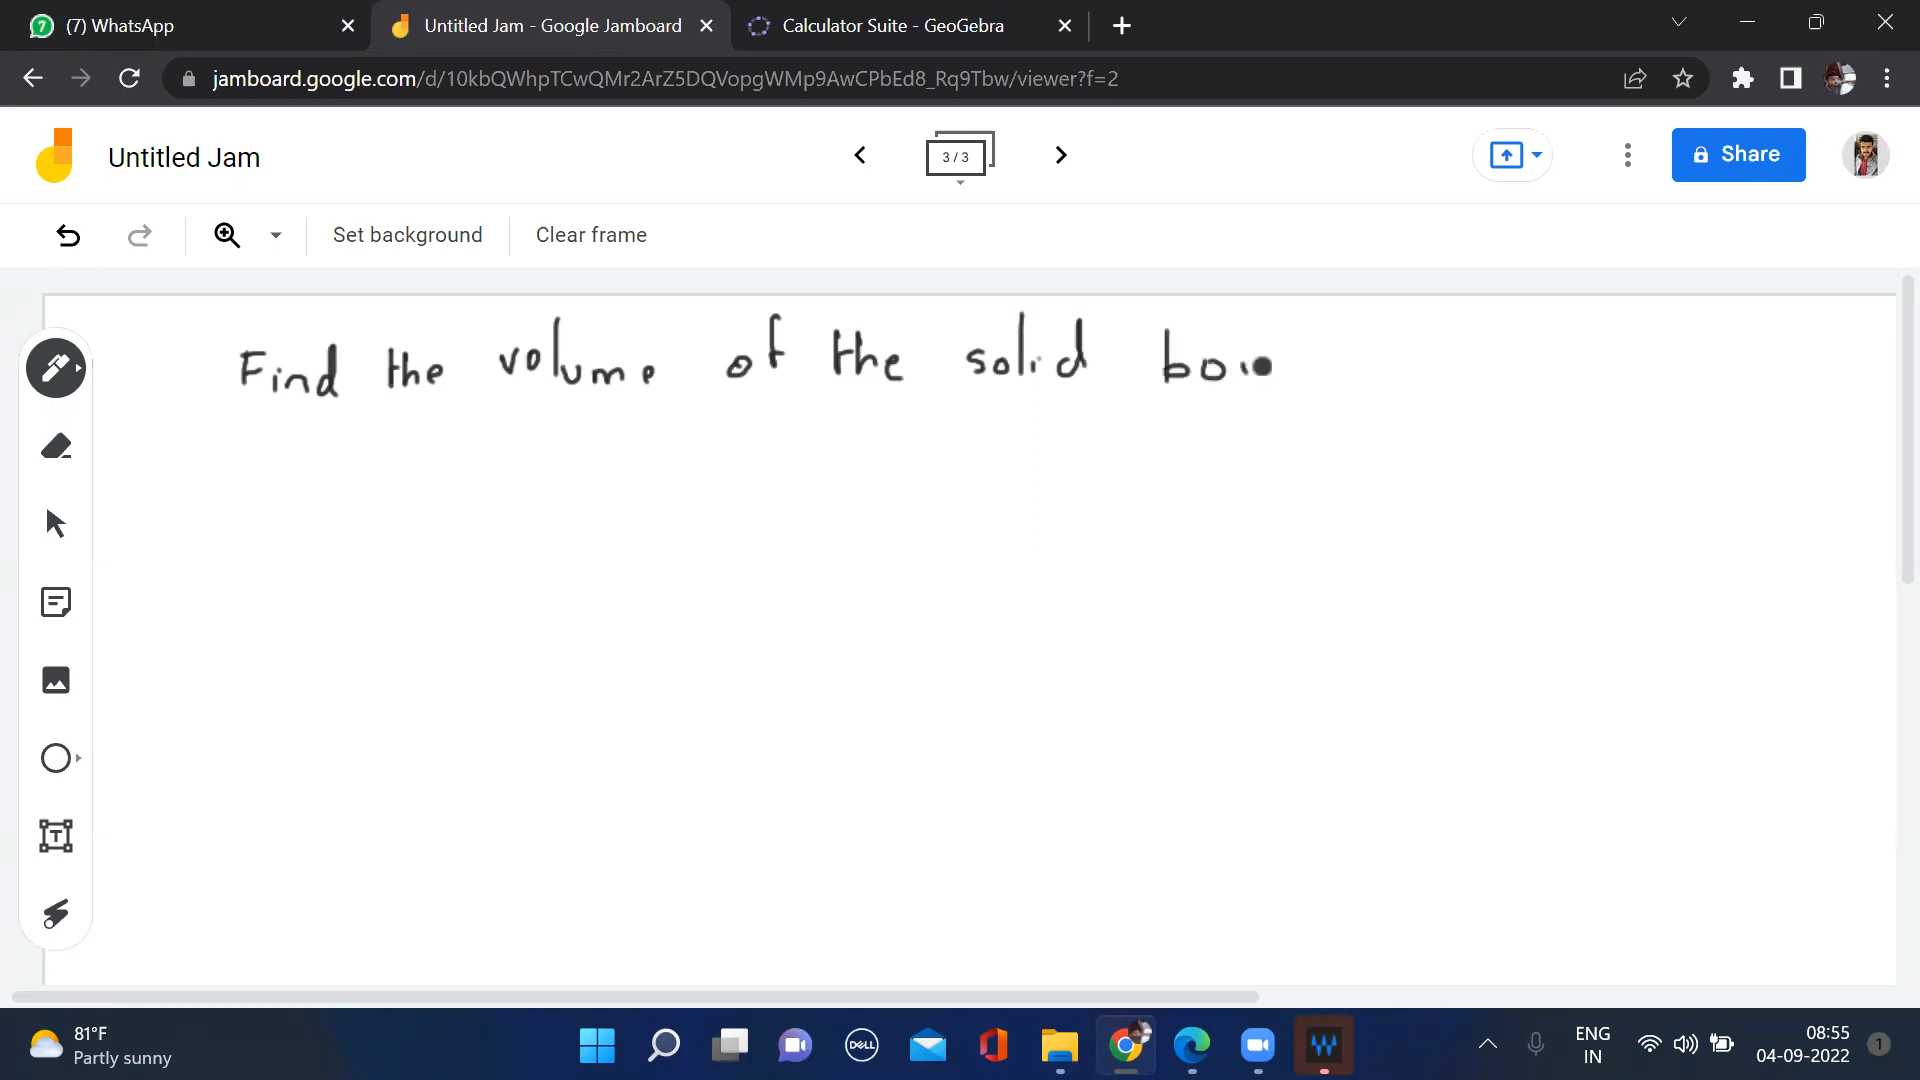 (7) WhatsApp
Untitled Jam - Google Jamboard
Calculator Suite - GeoGebra
jamboard.google.com/d/10kbQWhpTCwQMr2ArZ5DQVopgWMp9AwCPbEd8_Rq9Tbw/viewer?f=2
Untitled Jam
3 / 3
Share
Set background
Clear frame
Find the volume of the solid
81°F
Partly sunny
DELL
ENG
IN
08:55
04-09-2022
1